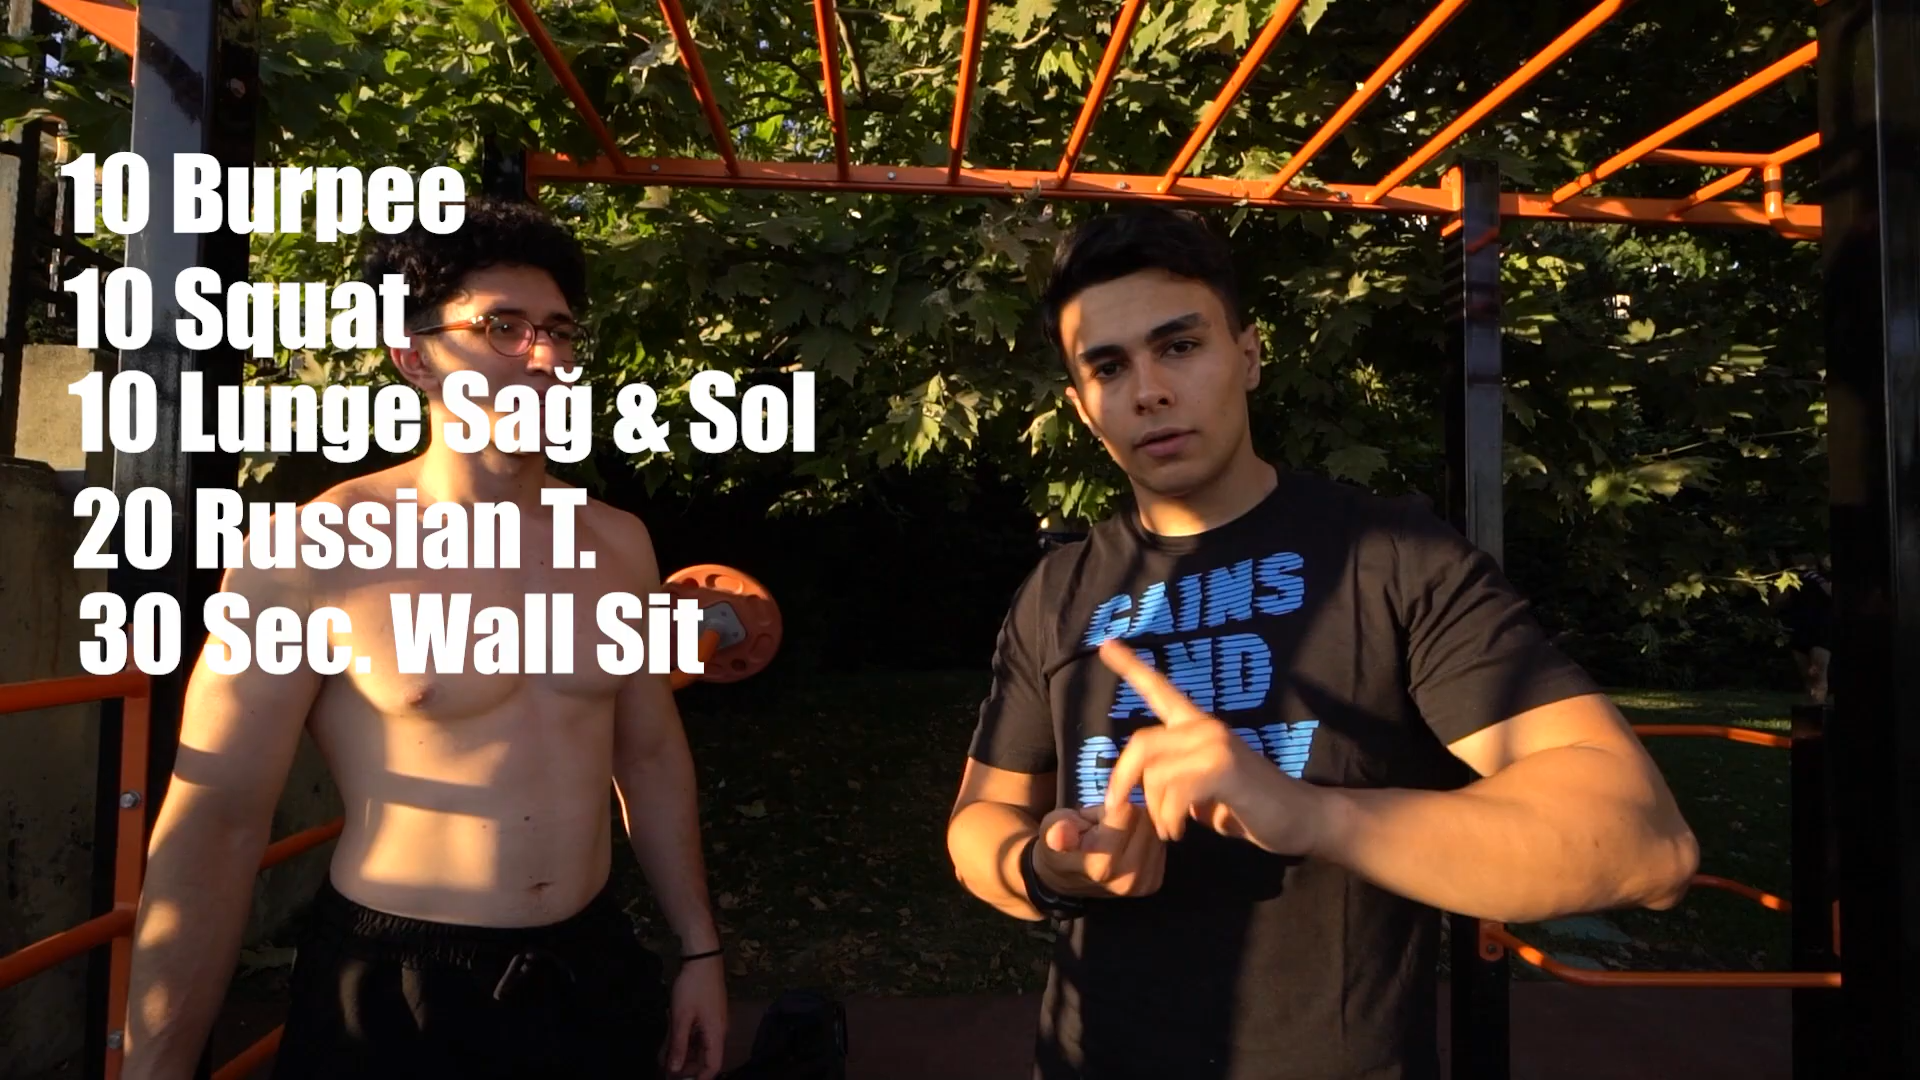 10 Burpee
10 Squat
10 Lunge Sağ & Sol
20 Russian T.
30 Sec. Wall Sit
GAINS
AND